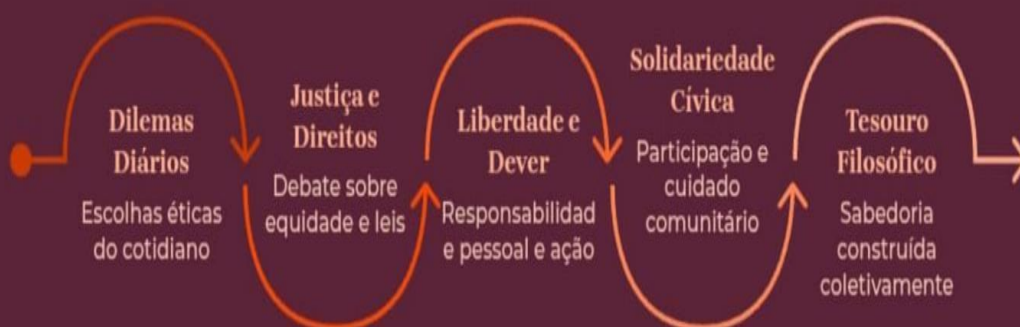 Dilemas
Diários
Escolhas éticas
do cotidiano
Justiça e
Direitos
Debate sobre
equidade e leis
Liberdade e
Dever
Responsabilidad
e pessoal e ação
Solidariedade
Cívica
Participação e
cuidado
comunitário
Tesouro
Filosófico
Sabedoria
construída
coletivamente